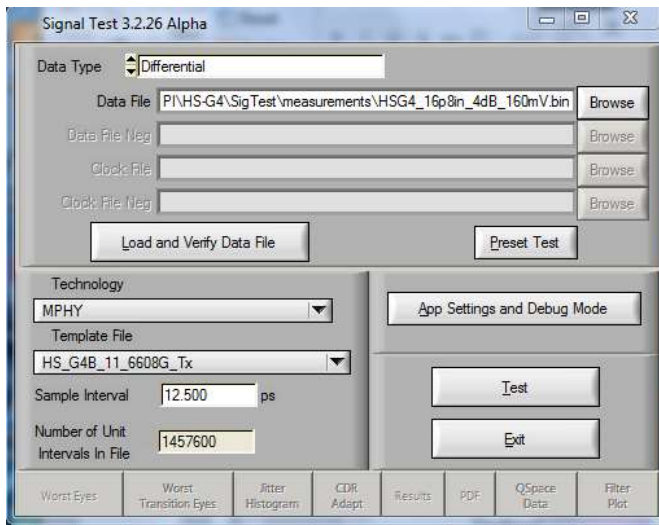 Signal Test 3.2.26 Alpha
Data Type Differential
Data File PI\HS-G4\SigTest\measurements\HSG4_16p8in_4dB_160mV.bin Browse
Data File Neg Browse
Clock File Browse
Clock File Neg Browse
Load and Verify Data File Preset Test
Technology
MPHY
App Settings and Debug Mode
Template File
HS_G4B_11_6608G_Tx
Sample Interval 12.500 ps
Test
Number of Unit
Intervals In File
1457600
Exit
Worst Eyes
Worst
Transition Eyes
Jitter
Histogram
CDR
Adapt
Results
PDF
QSpace
Data
Filter
Plot